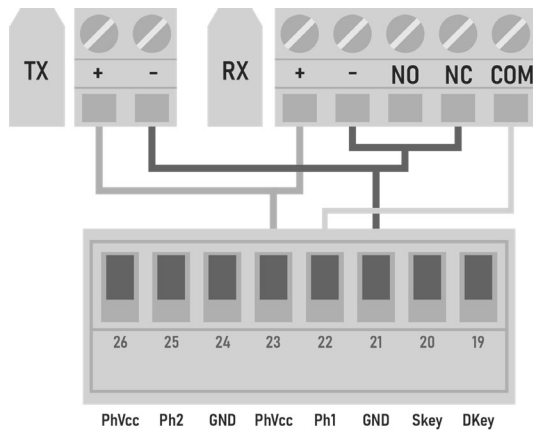 TX + - RX + - NO NC COM
26 25 24 23 22 21 20 19
PhVcc Ph2 GND PhVcc Ph1 GND Skey DKey